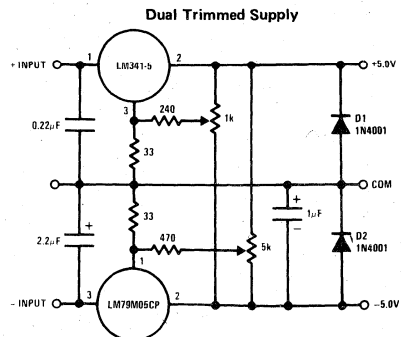 Dual Trimmed Supply
+ INPUT
1
LM341-5
2
+5.0V
3
240
1k
D1
1N4001
0.22μF
33
COM
+
1μF
−
33
+
2.2μF
470
5k
D2
1N4001
1
− INPUT
3
LM79M05CP
2
−5.0V